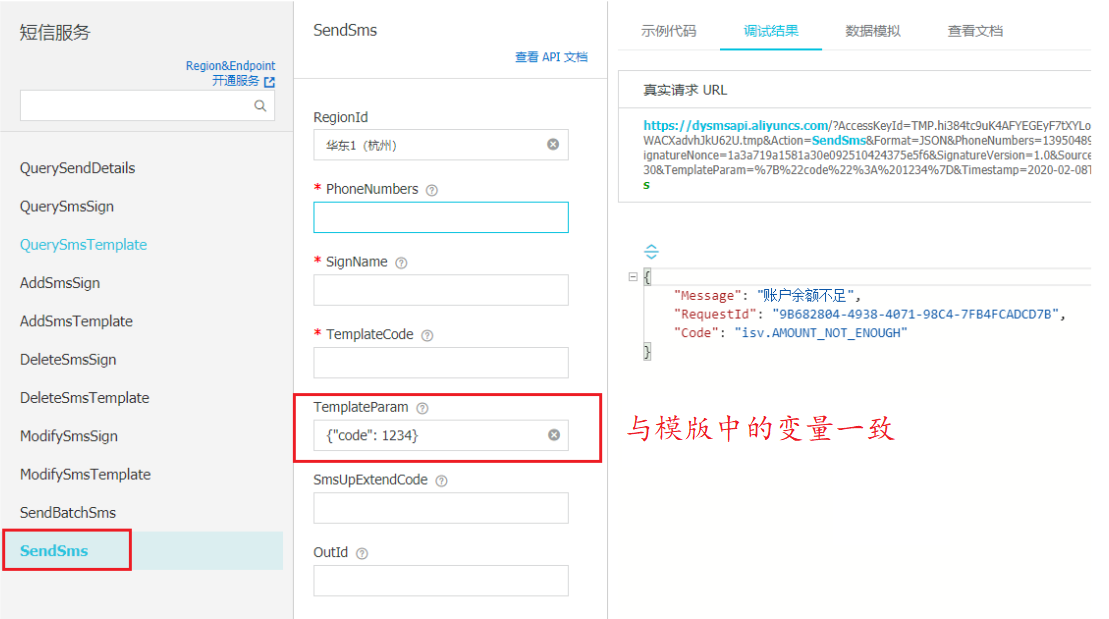 短信服务
Region&Endpoint
开通服务
QuerySendDetails
QuerySmsSign
QuerySmsTemplate
AddSmsSign
AddSmsTemplate
DeleteSmsSign
DeleteSmsTemplate
ModifySmsSign
ModifySmsTemplate
SendBatchSms
SendSms
SendSms
查看 API 文档
RegionId
华东1（杭州）
* PhoneNumbers
* SignName
* TemplateCode
TemplateParam
{"code": 1234}
SmsUpExtendCode
OutId
示例代码
调试结果
数据模拟
查看文档
真实请求 URL
https://dysmsapi.aliyuncs.com/?AccessKeyId=TMP.hi384tc9uK4AFYEGEyF7tXYLo
WACXadvhJkU62U.tmp&Action=SendSms&Format=JSON&PhoneNumbers=1395048
ignatureNonce=1a3a719a1581a30e092510424375e5f6&SignatureVersion=1.0&Source
30&TemplateParam=%7B%22code%22%3A%201234%7D&Timestamp=2020-02-08T
s
{
"Message": "账户余额不足",
"RequestId": "9B682804-4938-4071-98C4-7FB4FCADCD7B",
"Code": "isv.AMOUNT_NOT_ENOUGH"
}
与模版中的变量一致